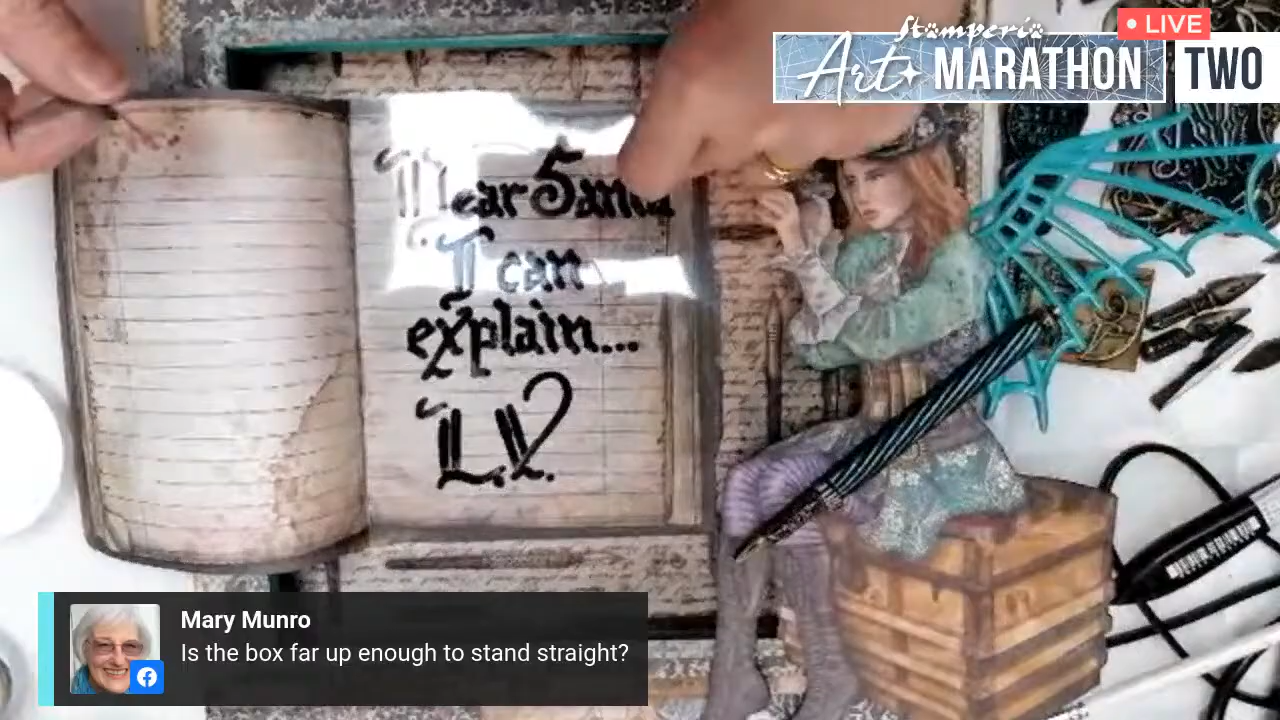 LIVE
Stamperia
Art MARATHON TWO
Dear Santa
I can
explain...
L.V.
Mary Munro
Is the box far up enough to stand straight?